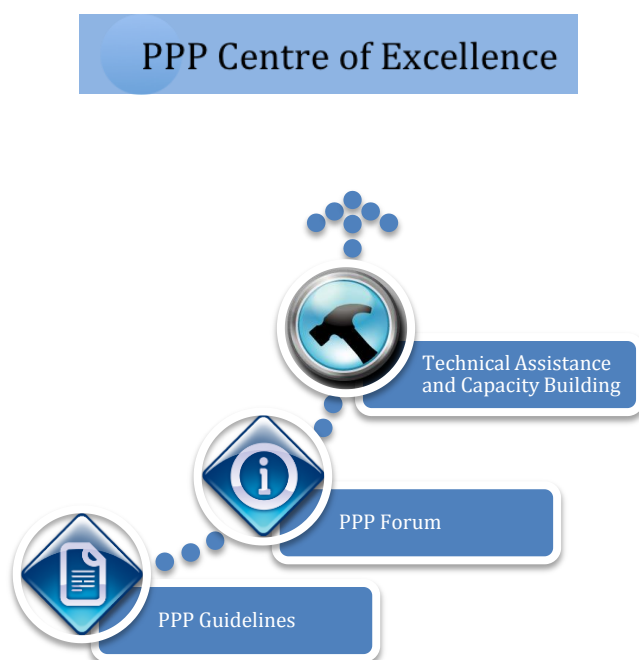 PPP Centre of Excellence
Technical Assistance
and Capacity Building
PPP Forum
PPP Guidelines